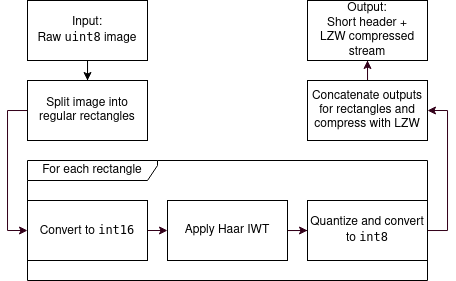 Input:
Raw uint8 image
Split image into
regular rectangles
For each rectangle
Convert to int16
Apply Haar IWT
Quantize and convert
to int8
Concatenate outputs
for rectangles and
compress with LZW
Output:
Short header +
LZW compressed
stream